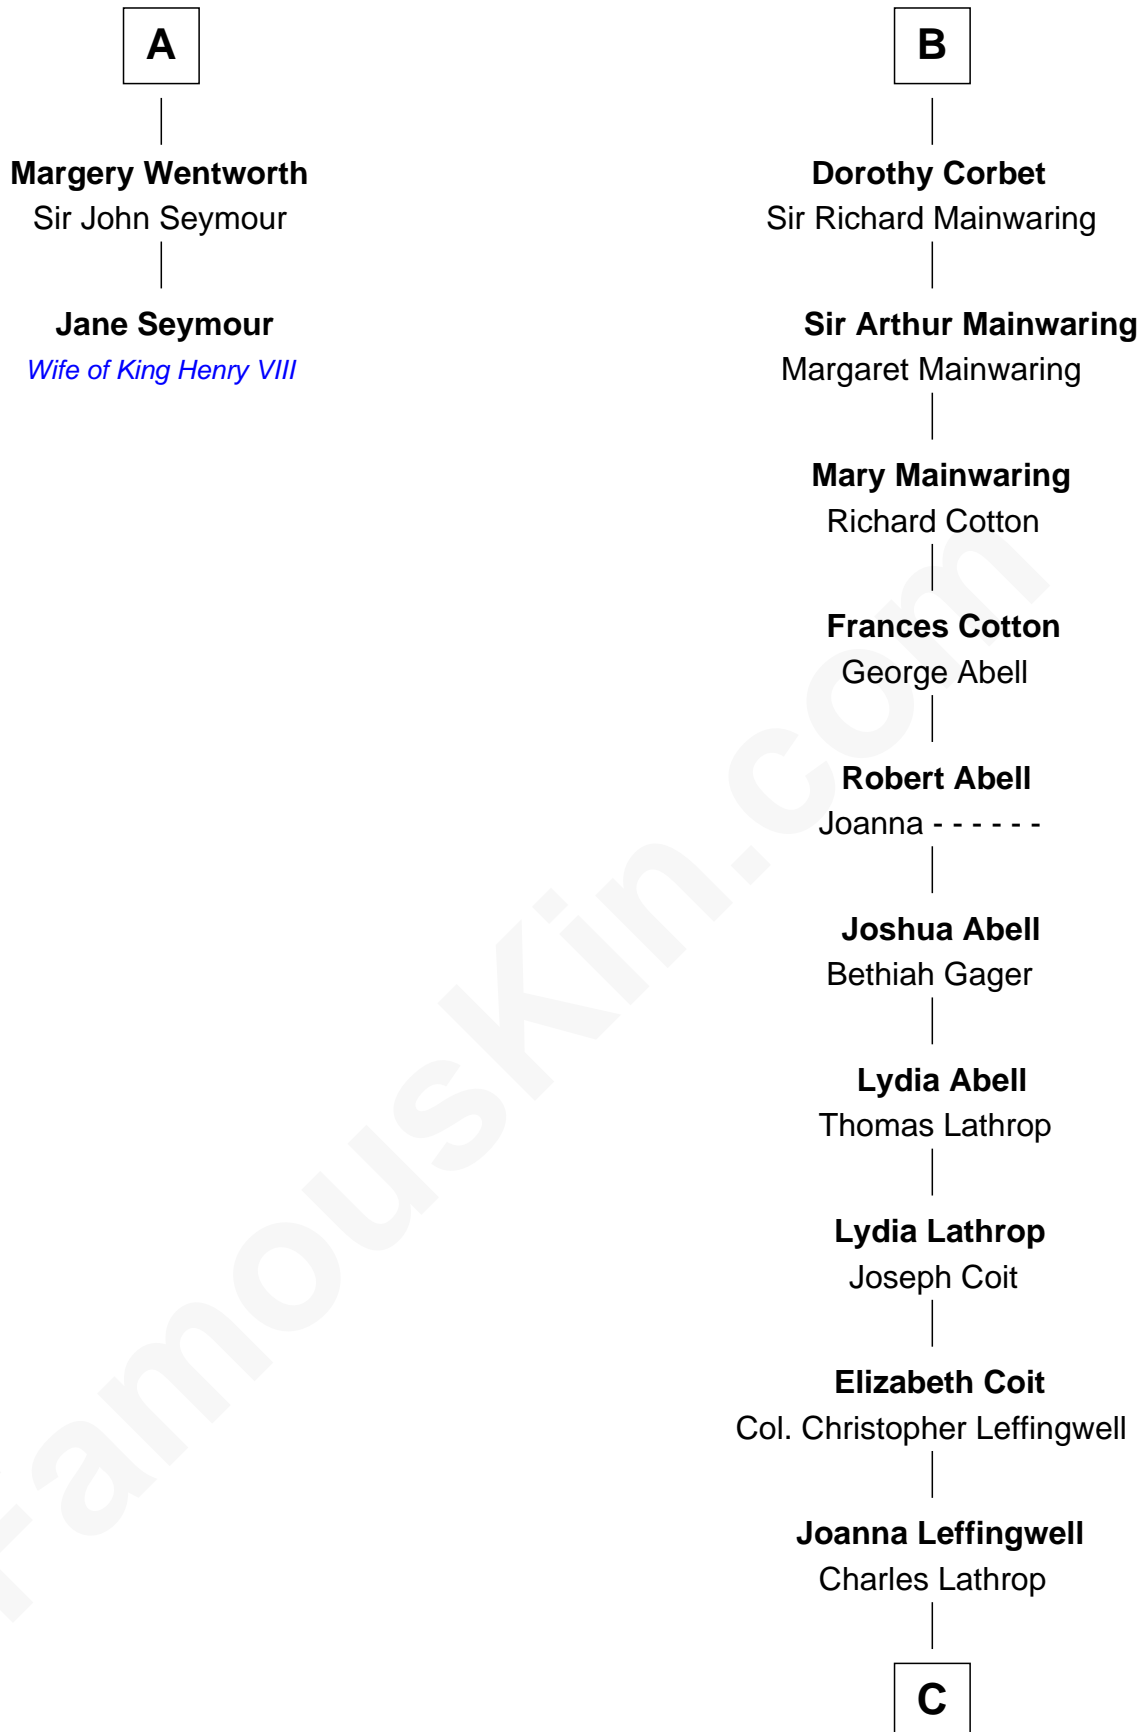 A
Margery Wentworth
Sir John Seymour
Jane Seymour
Wife of King Henry VIII
B
Dorothy Corbet
Sir Richard Mainwaring
Sir Arthur Mainwaring
Margaret Mainwaring
Mary Mainwaring
Richard Cotton
Frances Cotton
George Abell
Robert Abell
Joanna - - - - - -
Joshua Abell
Bethiah Gager
Lydia Abell
Thomas Lathrop
Lydia Lathrop
Joseph Coit
Elizabeth Coit
Col. Christopher Leffingwell
Joanna Leffingwell
Charles Lathrop
C
FamousKin.com